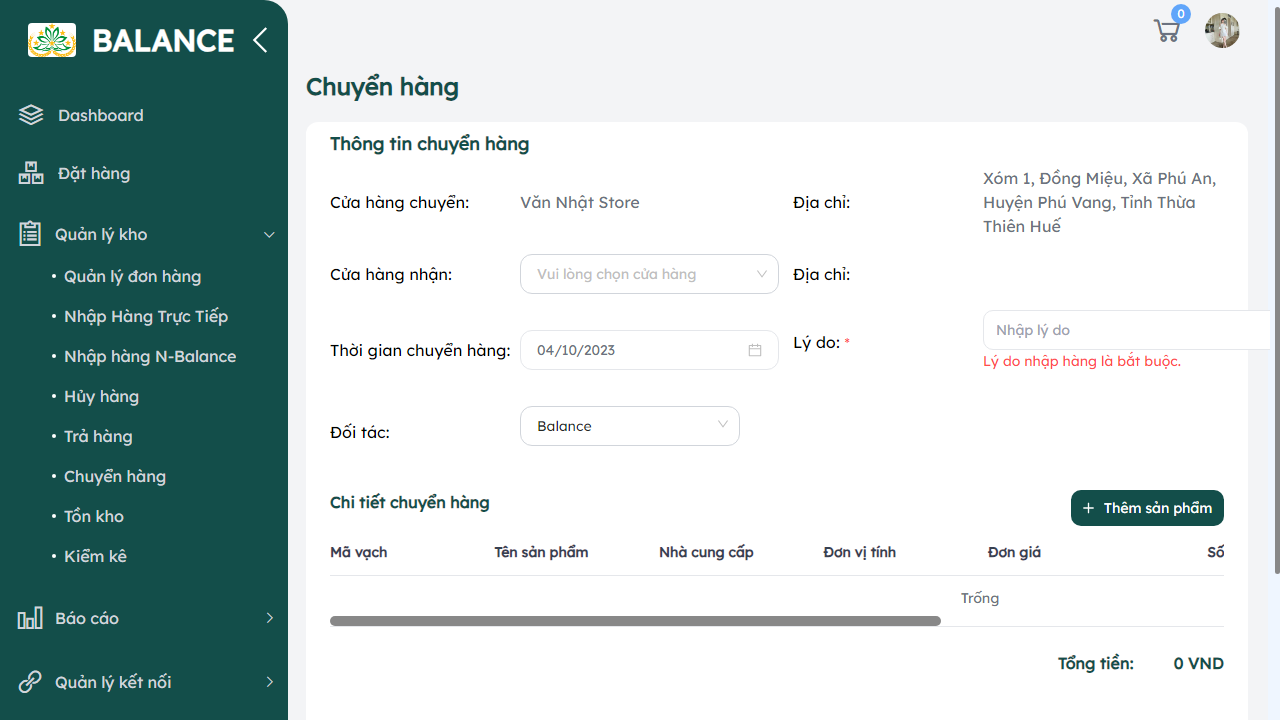 BALANCE
0
Dashboard
Đặt hàng
Quản lý kho
Quản lý đơn hàng
Nhập Hàng Trực Tiếp
Nhập hàng N-Balance
Hủy hàng
Trả hàng
Chuyển hàng
Tồn kho
Kiểm kê
Báo cáo
Quản lý kết nối
Chuyển hàng
Thông tin chuyển hàng
Cửa hàng chuyển: Văn Nhật Store
Địa chỉ: Xóm 1, Đồng Miệu, Xã Phú An,
Huyện Phú Vang, Tỉnh Thừa
Thiên Huế
Cửa hàng nhận: Vui lòng chọn cửa hàng
Địa chỉ:
Thời gian chuyển hàng: 04/10/2023
Lý do: * Nhập lý do
Lý do nhập hàng là bắt buộc.
Đối tác: Balance
Chi tiết chuyển hàng
+ Thêm sản phẩm
Mã vạch Tên sản phẩm Nhà cung cấp Đơn vị tính Đơn giá Số
Trống
Tổng tiền: 0 VND